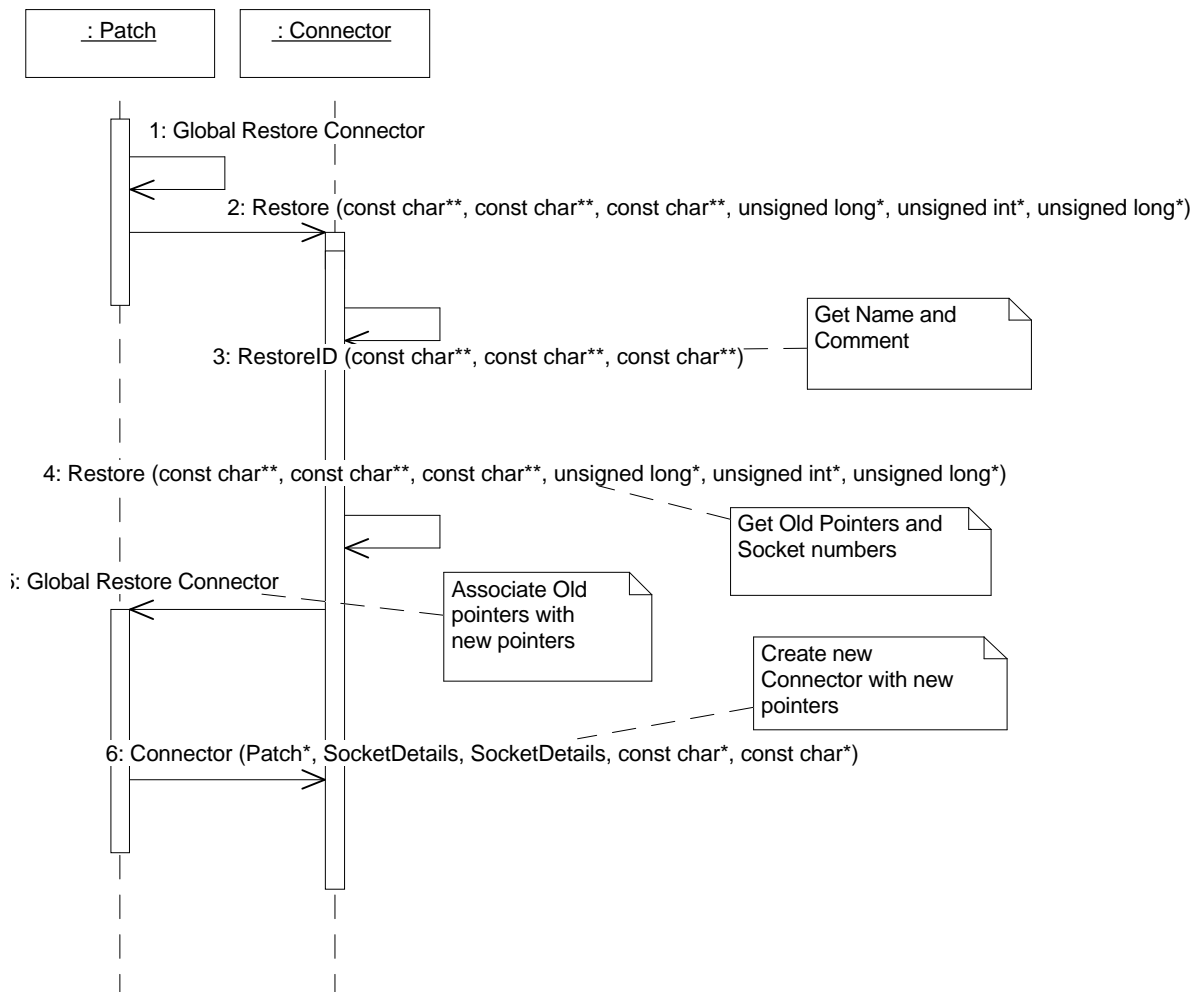 : Patch
: Connector
1: Global Restore Connector
2: Restore (const char**, const char**, const char**, unsigned long*, unsigned int*, unsigned long*)
Get Name and
Comment
3: RestoreID (const char**, const char**, const char**)
4: Restore (const char**, const char**, const char**, unsigned long*, unsigned int*, unsigned long*)
Get Old Pointers and
Socket numbers
: Global Restore Connector
Associate Old
pointers with
new pointers
Create new
Connector with new
pointers
6: Connector (Patch*, SocketDetails, SocketDetails, const char*, const char*)